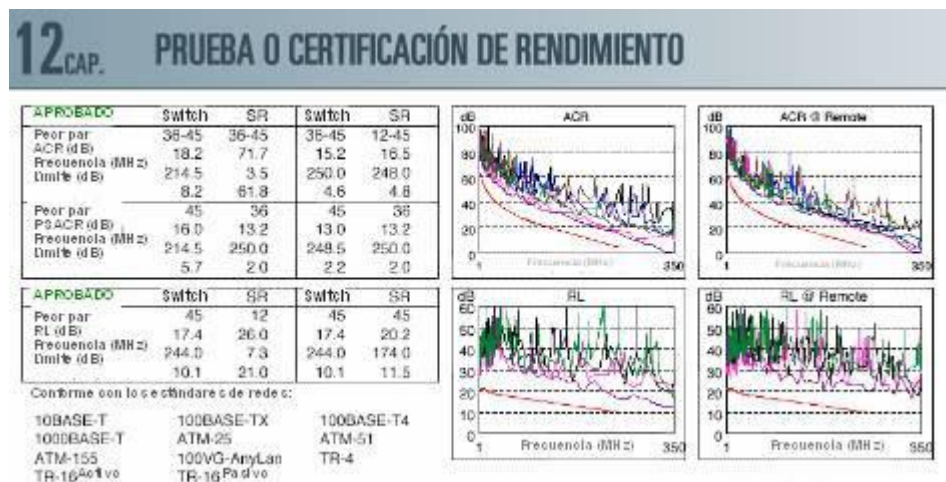 12CAP. PRUEBA O CERTIFICACIÓN DE RENDIMIENTO
APROBADO Switch SR Switch SR
Peor par 36-45 36-45 36-45 12-45
ACR (dB) 18.2 71.7 15.2 16.5
Frecuencia (MHz) 214.5 3.5 250.0 248.0
Límite (dB) 8.2 61.8 4.6 4.8
Peor par 45 36 45 36
PSACR (dB) 16.0 13.2 13.0 13.2
Frecuencia (MHz) 214.5 250.0 248.5 250.0
Límite (dB) 5.7 2.0 2.2 2.0
APROBADO Switch SR Switch SR
Peor par 45 12 45 45
RL (dB) 17.4 26.0 17.4 20.2
Frecuencia (MHz) 244.0 7.3 244.0 174.0
Límite (dB) 10.1 21.0 10.1 11.5
Conforme con los estándares de redes:
10BASE-T 100BASE-TX 100BASE-T4
1000BASE-T ATM-25 ATM-51
ATM-155 100VG-AnyLan TR-4
TR-16 Activo TR-16 Pasivo
dB ACR
100
80
60
40
20
1 Frecuencia (MHz) 350
dB ACR @ Remote
100
80
60
40
20
1 Frecuencia (MHz) 350
dB RL
60
50
40
30
20
10
0
1 Frecuencia (MHz) 350
dB RL @ Remote
60
50
40
30
20
10
0
1 Frecuencia (MHz) 350